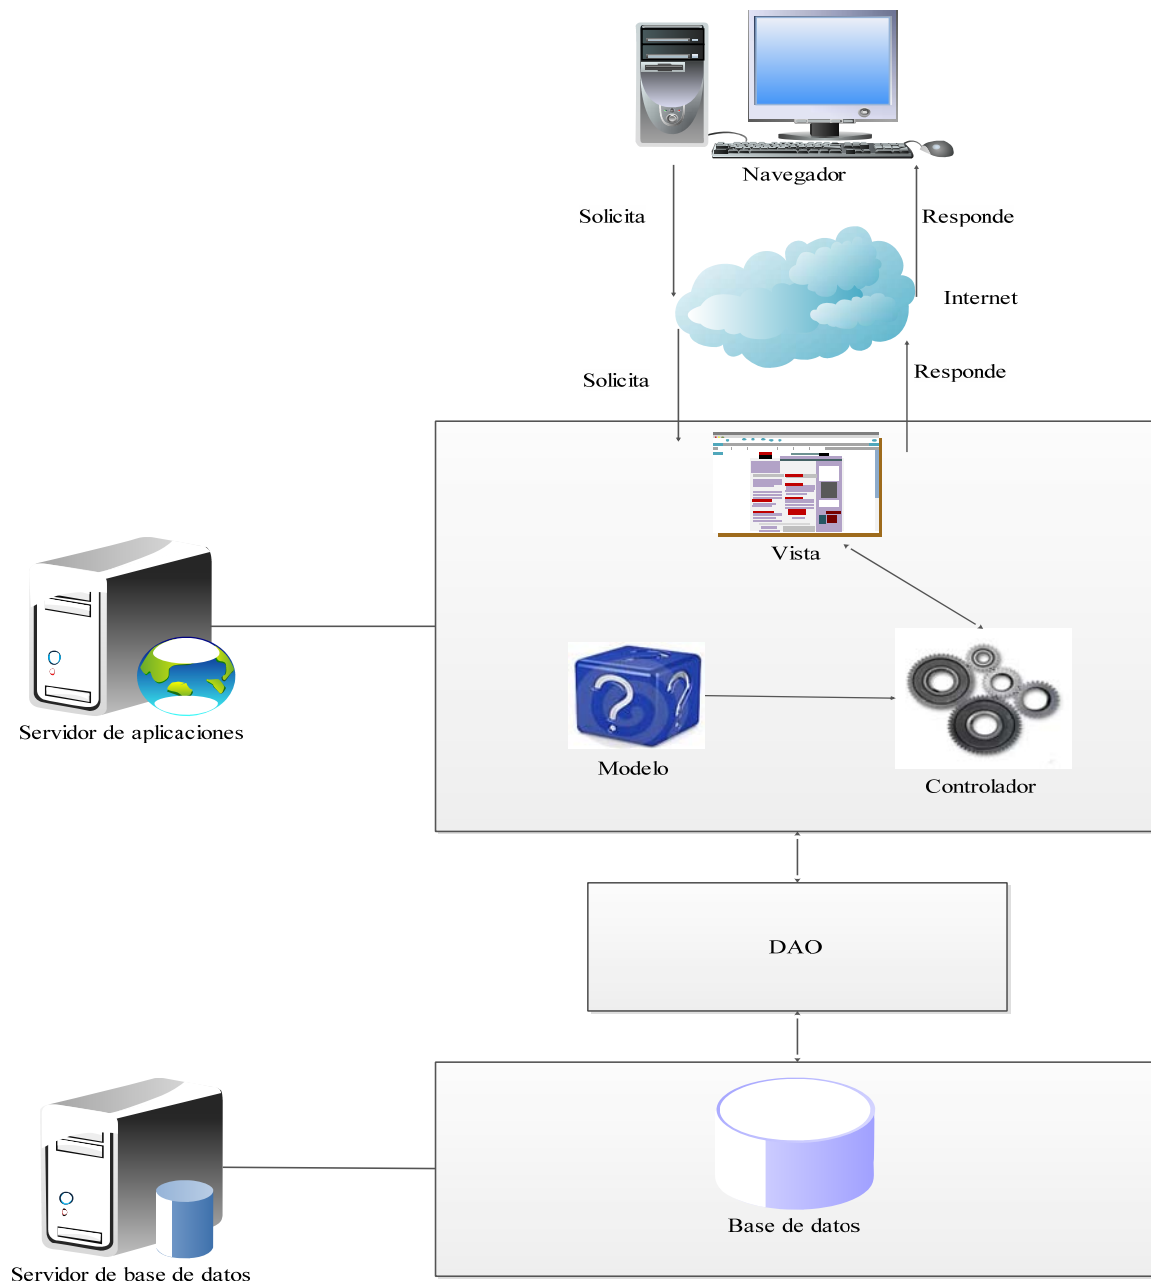 Navegador
Solicita
Responde
Internet
Solicita
Responde
Vista
Servidor de aplicaciones
Modelo
Controlador
DAO
Base de datos
Servidor de base de datos